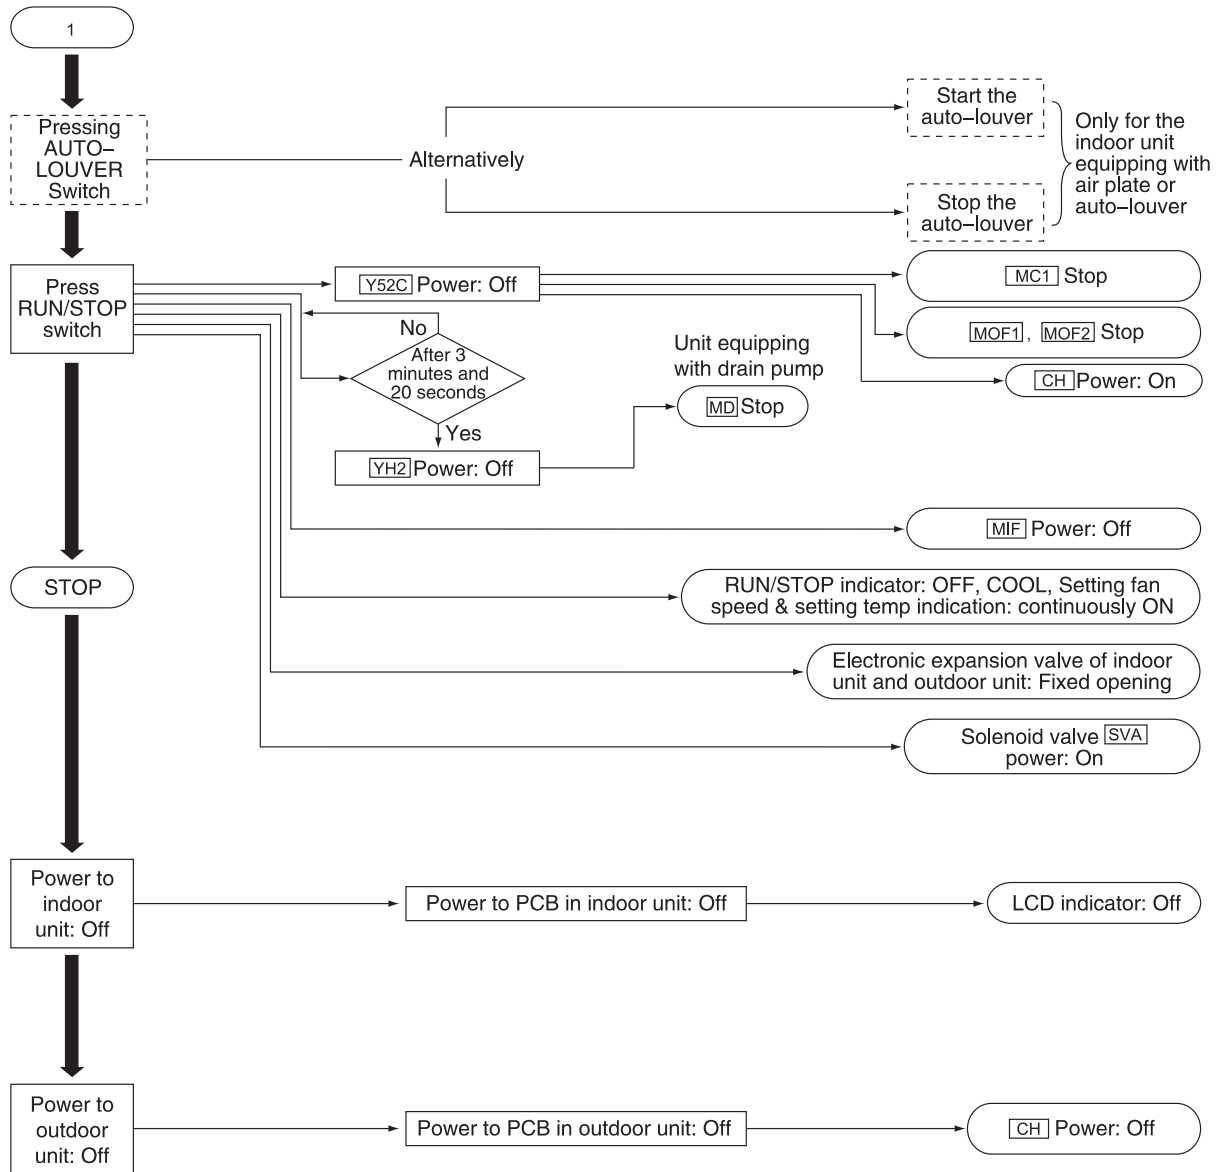 1
Pressing
AUTO–
LOUVER
Switch
Alternatively
Start the
auto–louver
Stop the
auto–louver
Only for the
indoor unit
equipping with
air plate or
auto–louver
Press
RUN/STOP
switch
Y52C Power: Off
MC1 Stop
MOF1, MOF2 Stop
CH Power: On
No
After 3
minutes and
20 seconds
Yes
YH2 Power: Off
Unit equipping
with drain pump
MD Stop
MIF Power: Off
STOP
RUN/STOP indicator: OFF, COOL, Setting fan
speed & setting temp indication: continuously ON
Electronic expansion valve of indoor
unit and outdoor unit: Fixed opening
Solenoid valve SVA
power: On
Power to
indoor
unit: Off
Power to PCB in indoor unit: Off
LCD indicator: Off
Power to
outdoor
unit: Off
Power to PCB in outdoor unit: Off
CH Power: Off